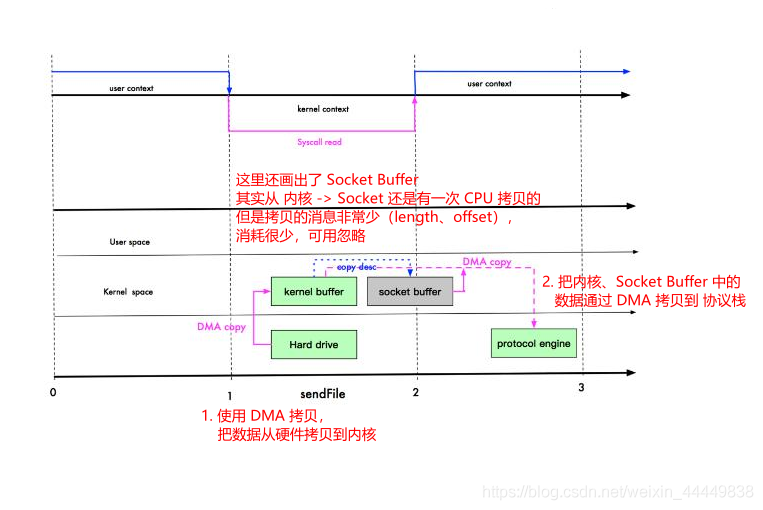 user context
user context
kernel context
Syscall read
这里还画出了 Socket Buffer
其实从 内核 -> Socket 还是有一次 CPU 拷贝的
但是拷贝的消息非常少（length、offset），
消耗很少，可用忽略
User space
copy desc
DMA copy
Kernel space
kernel buffer
socket buffer
2. 把内核、Socket Buffer 中的
数据通过 DMA 拷贝到 协议栈
DMA copy
Hard drive
protocol engine
0
1
sendFile
2
3
1. 使用 DMA 拷贝，
把数据从硬件拷贝到内核
https://blog.csdn.net/weixin_44449838